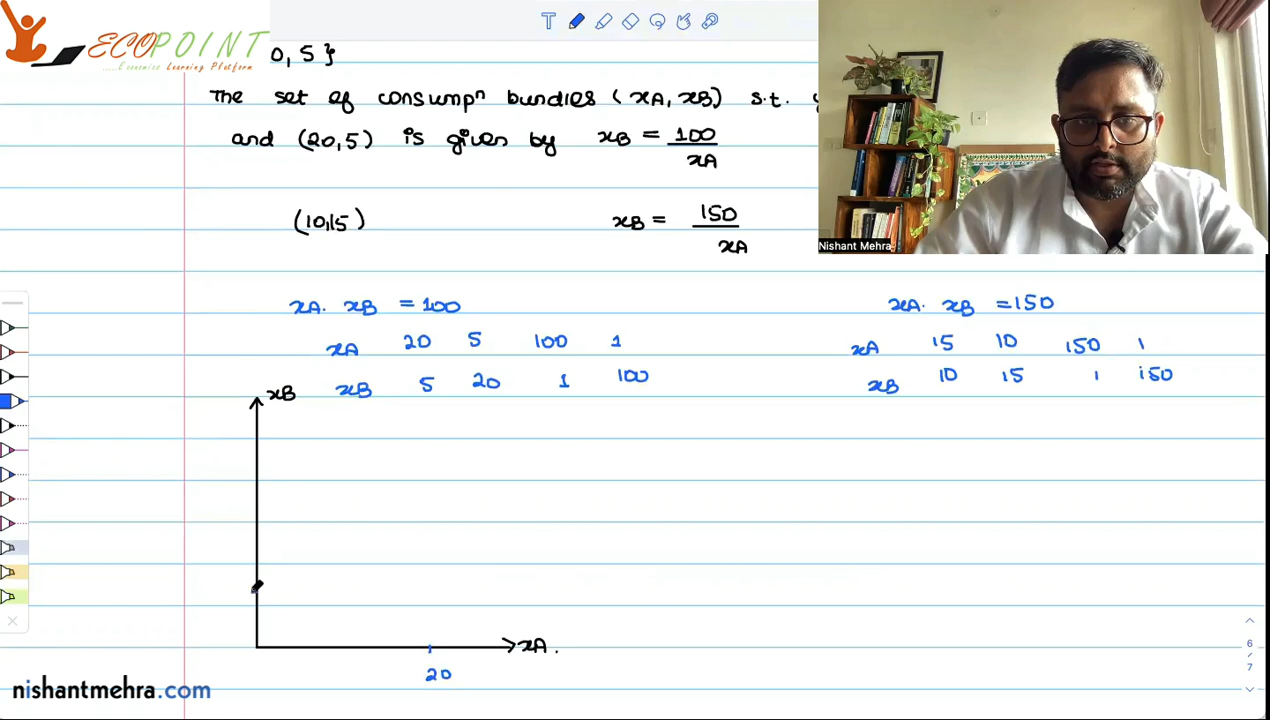 ECOPOINT
.....Economics Learning Platform
0, 5 }
The set of consumpⁿ bundles (xA, xB) s.t.
and (20,5) is given by xB = 100/xA
(10,15) xB = 150/xA
Nishant Mehra
xA. xB = 100
xA 20 5 100 1
xB 5 20 1 100
xA. xB = 150
xA 15 10 150 1
xB 10 15 1 150
xB
xA.
20
6
/
7
nishantmehra.com